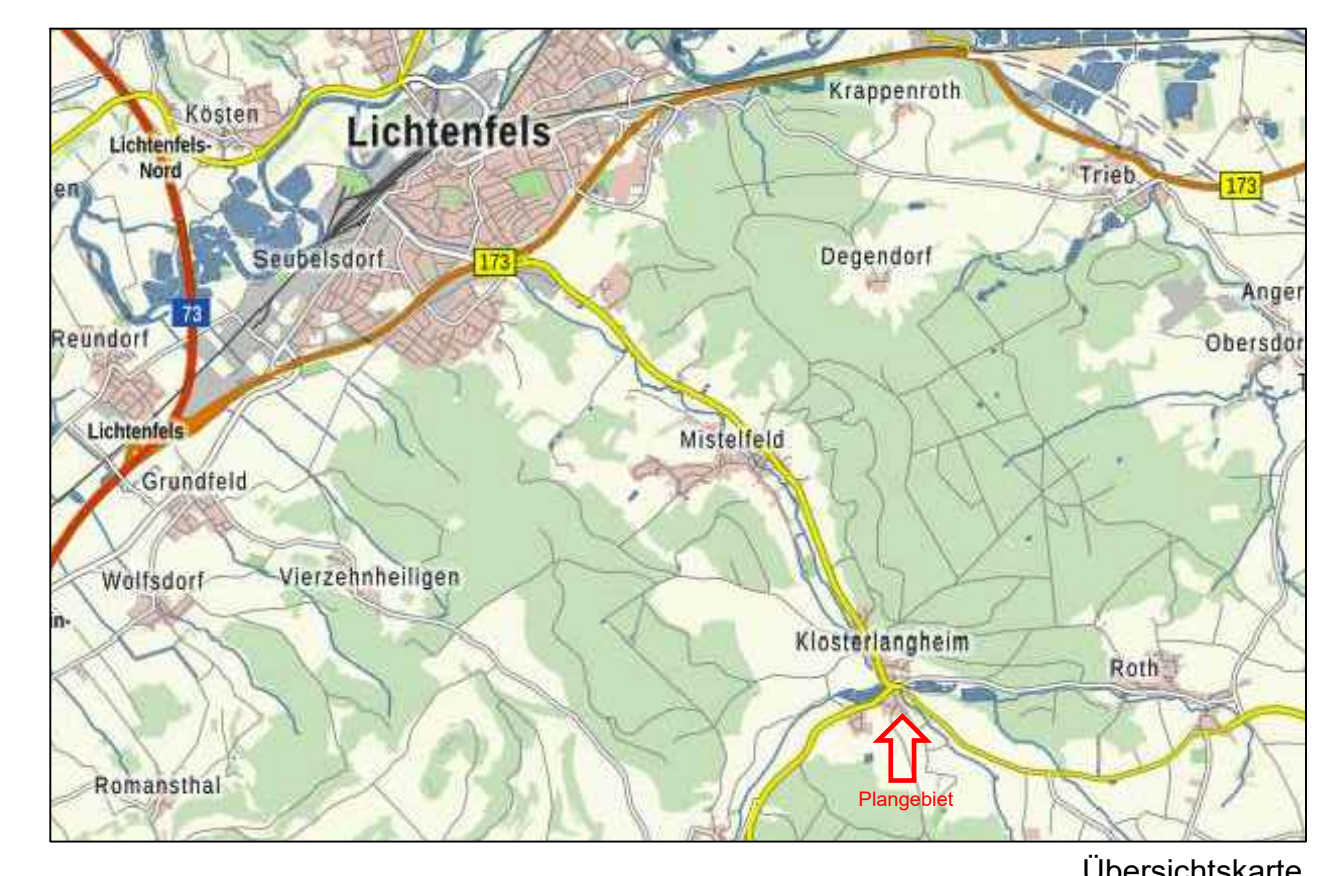 Kösten
Krappenroth
Lichtenfels
Lichtenfels-
Nord
en
Trieb
173
Seubelsdorf
173
Degendorf
Anger
73
Reundorf
Obersdor
T
Lichtenfels
Mistelfeld
Grundfeld
Wolfsdorf
Vierzehnheiligen
in-
Klosterlangheim
Roth
Romansthal
Plangebiet
Übersichtskarte